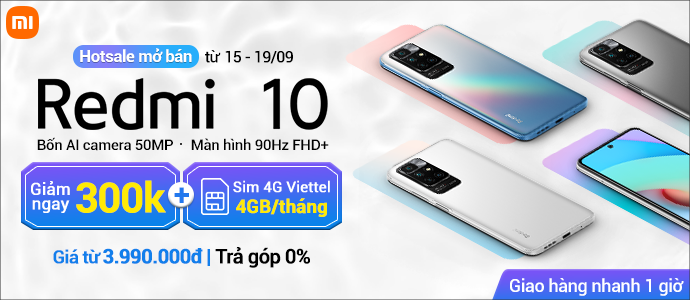 mi
Hotsale mở bán từ 15 - 19/09
Redmi 10
Bốn AI camera 50MP · Màn hình 90Hz FHD+
Giảm ngay 300k + Sim 4G Viettel 4GB/tháng
Giá từ 3.990.000đ | Trả góp 0%
Giao hàng nhanh 1 giờ